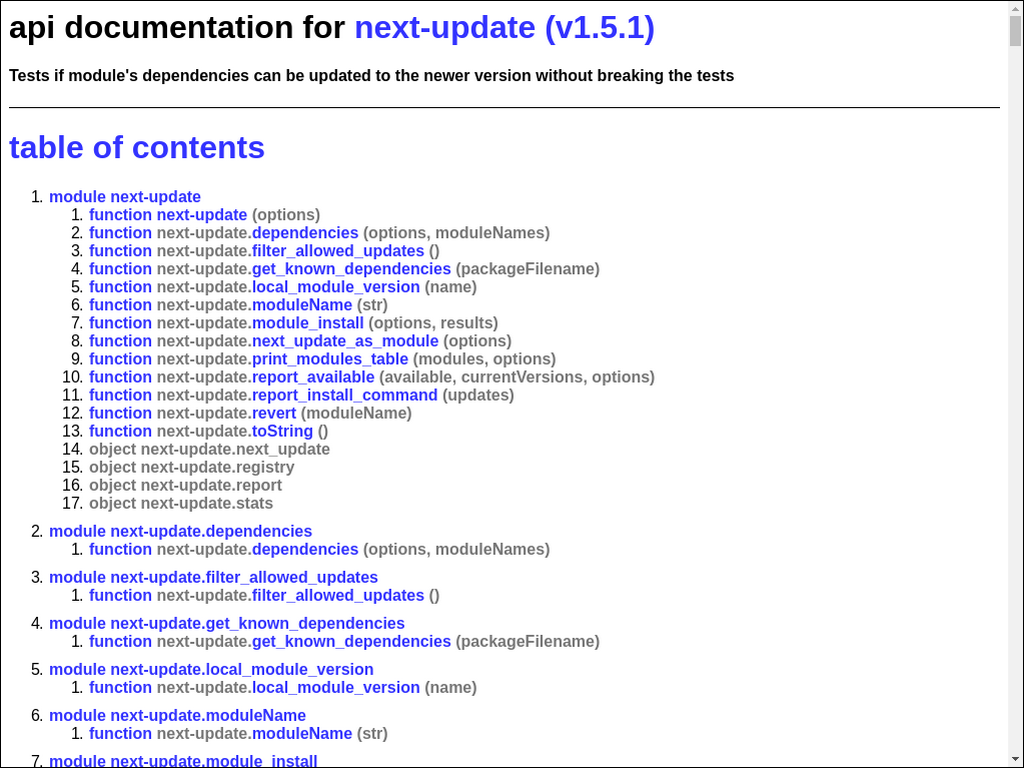 api documentation for next-update (v1.5.1)
Tests if module's dependencies can be updated to the newer version without breaking the tests
table of contents
1. module next-update
1. function next-update (options)
2. function next-update.dependencies (options, moduleNames)
3. function next-update.filter_allowed_updates ()
4. function next-update.get_known_dependencies (packageFilename)
5. function next-update.local_module_version (name)
6. function next-update.moduleName (str)
7. function next-update.module_install (options, results)
8. function next-update.next_update_as_module (options)
9. function next-update.print_modules_table (modules, options)
10. function next-update.report_available (available, currentVersions, options)
11. function next-update.report_install_command (updates)
12. function next-update.revert (moduleName)
13. function next-update.toString ()
14. object next-update.next_update
15. object next-update.registry
16. object next-update.report
17. object next-update.stats
2. module next-update.dependencies
1. function next-update.dependencies (options, moduleNames)
3. module next-update.filter_allowed_updates
1. function next-update.filter_allowed_updates ()
4. module next-update.get_known_dependencies
1. function next-update.get_known_dependencies (packageFilename)
5. module next-update.local_module_version
1. function next-update.local_module_version (name)
6. module next-update.moduleName
1. function next-update.moduleName (str)
7. module next-update.module_install